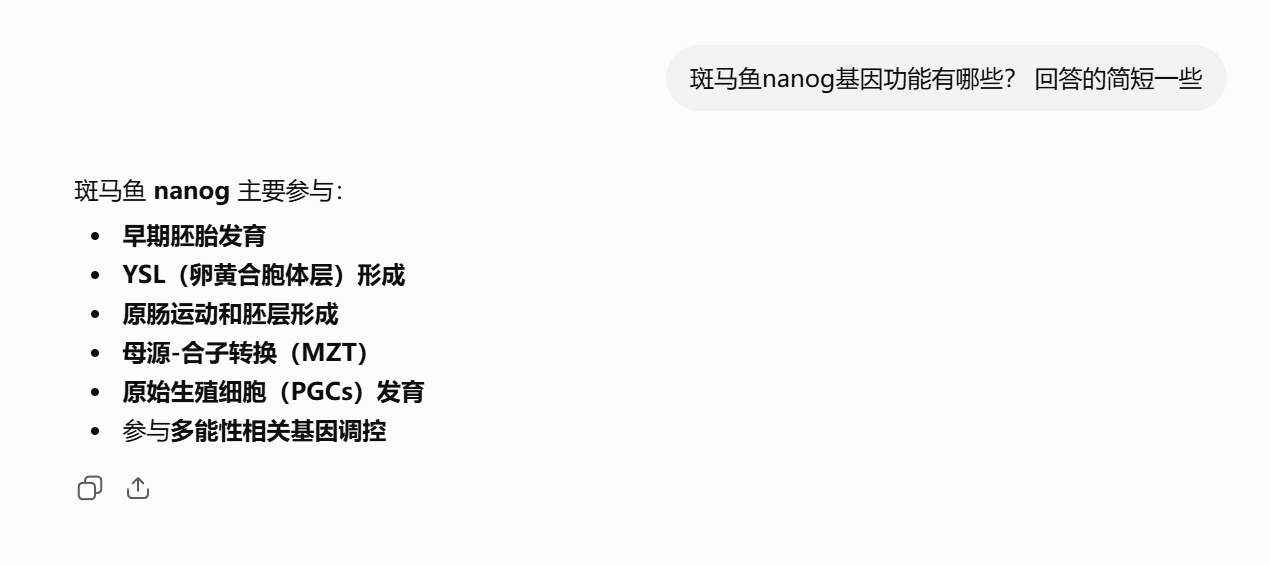 斑马鱼nanog基因功能有哪些？ 回答的简短一些
斑马鱼 nanog 主要参与：
• 早期胚胎发育
• YSL（卵黄合胞体层）形成
• 原肠运动和胚层形成
• 母源-合子转换（MZT）
• 原始生殖细胞（PGCs）发育
• 参与多能性相关基因调控